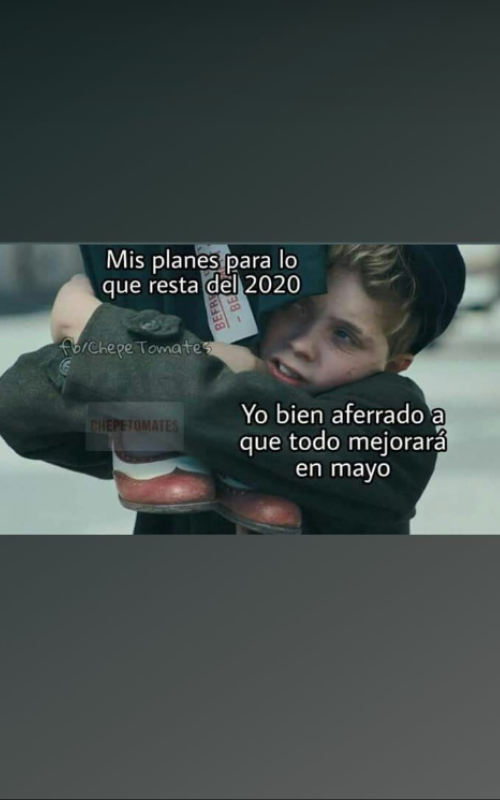 Mis planes para lo
que resta del 2020
fb/Chepe Tomates
CHEPETOMATES
Yo bien aferrado a
que todo mejorará
en mayo